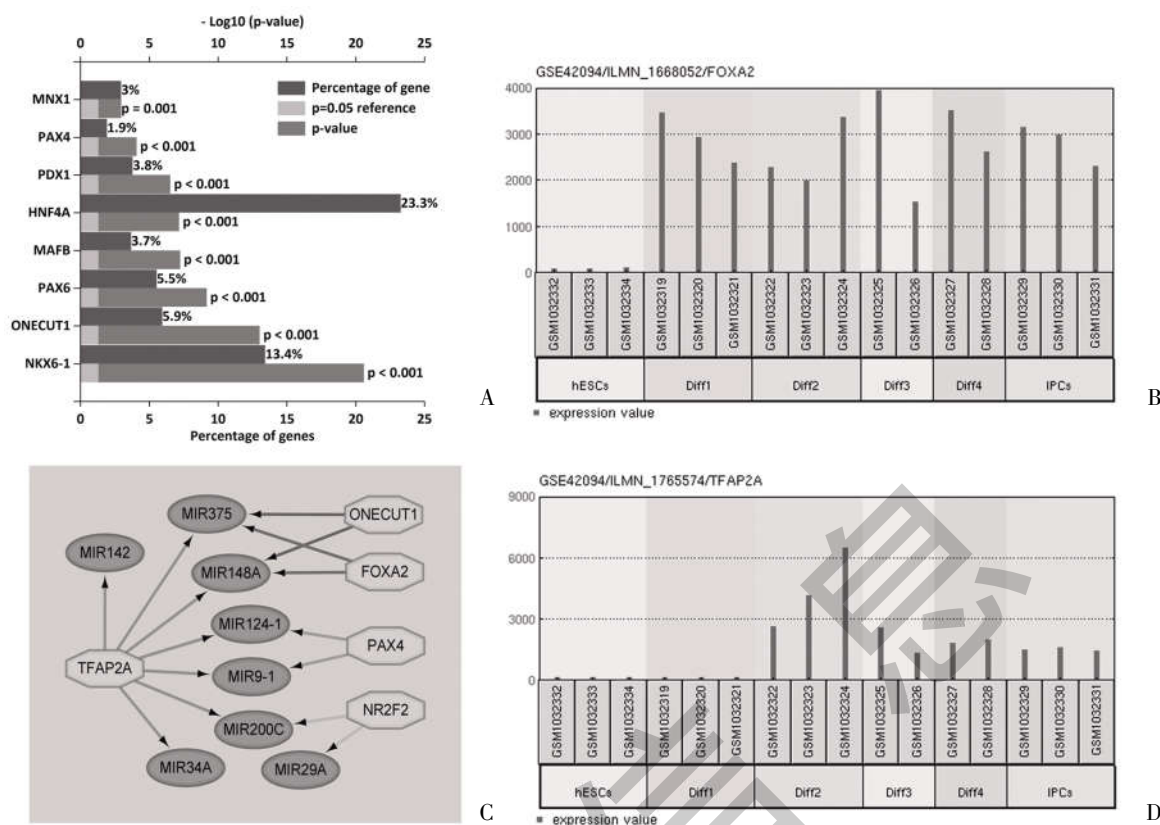 - Log10 (p-value)
0 5 10 15 20 25
MNX1
PAX4
PDX1
HNF4A
MAFB
PAX6
ONECUT1
NKX6-1
3%
p = 0.001
1.9%
p < 0.001
3.8%
p < 0.001
23.3%
p < 0.001
3.7%
p < 0.001
5.5%
p < 0.001
5.9%
p < 0.001
13.4%
p < 0.001
Percentage of gene
p=0.05 reference
p-value
0 5 10 15 20 25
Percentage of genes
A
GSE42094/ILMN_1668052/FOXA2
4000
3000
2000
1000
0
GSM1032332
GSM1032333
GSM1032334
GSM1032319
GSM1032320
GSM1032321
GSM1032322
GSM1032323
GSM1032324
GSM1032325
GSM1032326
GSM1032327
GSM1032328
GSM1032329
GSM1032330
GSM1032331
hESCs Diff1 Diff2 Diff3 Diff4 IPCs
expression value
B
MIR375
ONECUT1
MIR142
MIR148A
FOXA2
MIR124-1
PAX4
TFAP2A
MIR9-1
NR2F2
MIR200C
MIR34A
MIR29A
C
GSE42094/ILMN_1765574/TFAP2A
9000
6000
3000
0
GSM1032332
GSM1032333
GSM1032334
GSM1032319
GSM1032320
GSM1032321
GSM1032322
GSM1032323
GSM1032324
GSM1032325
GSM1032326
GSM1032327
GSM1032328
GSM1032329
GSM1032330
GSM1032331
hESCs Diff1 Diff2 Diff3 Diff4 IPCs
expression value
D
息